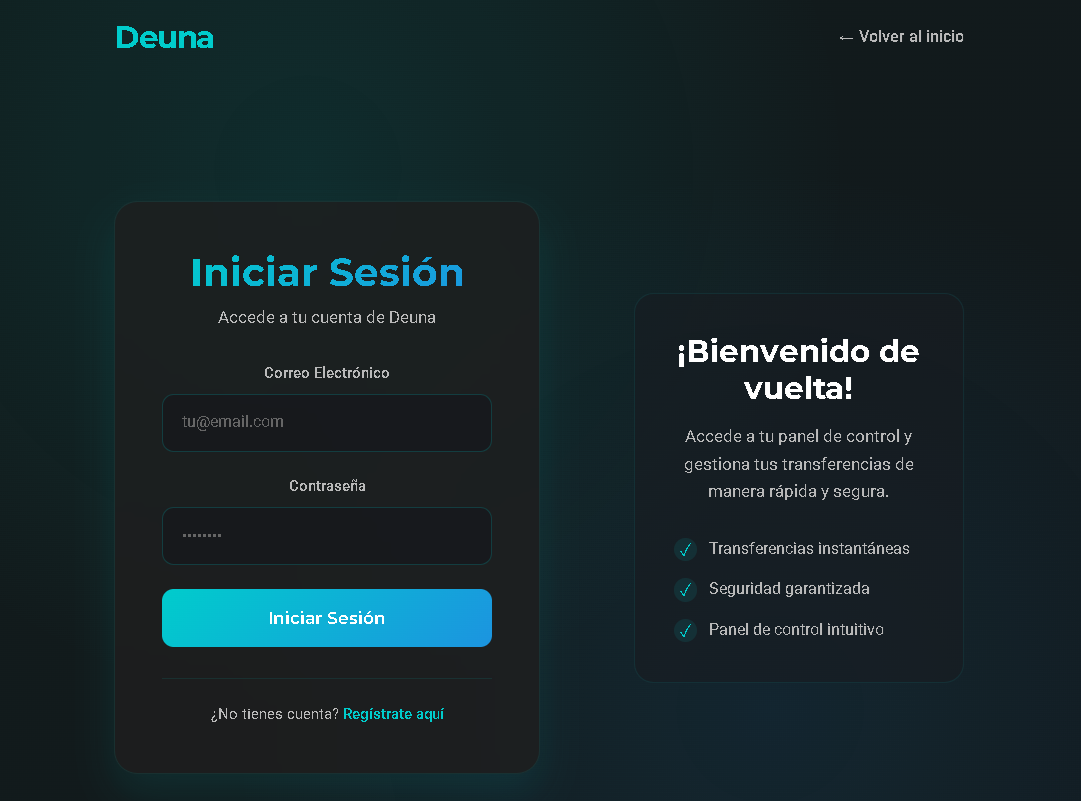 Deuna
← Volver al inicio
Iniciar Sesión
Accede a tu cuenta de Deuna
Correo Electrónico
tu@email.com
Contraseña
••••••••
Iniciar Sesión
¿No tienes cuenta? Regístrate aquí
¡Bienvenido de
vuelta!
Accede a tu panel de control y
gestiona tus transferencias de
manera rápida y segura.
✓ Transferencias instantáneas
✓ Seguridad garantizada
✓ Panel de control intuitivo